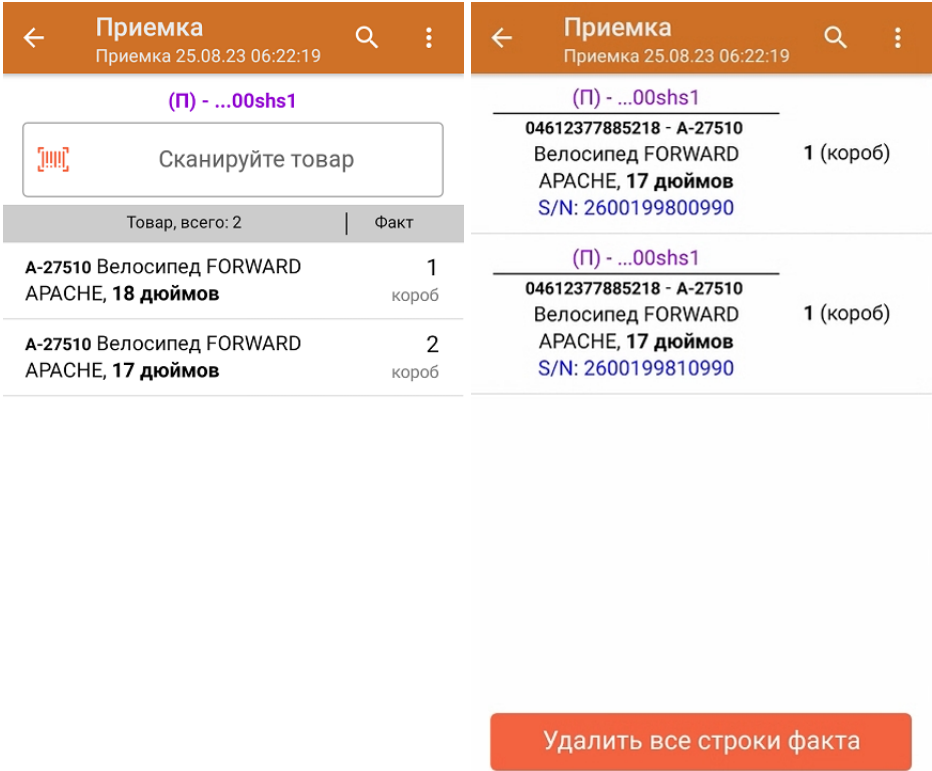 Приемка
Приемка 25.08.23 06:22:19
(П) - ...00shs1
Сканируйте товар
Товар, всего: 2 | Факт
А-27510 Велосипед FORWARD 1
APACHE, 18 дюймов короб
А-27510 Велосипед FORWARD 2
APACHE, 17 дюймов короб
Приемка
Приемка 25.08.23 06:22:19
(П) - ...00shs1
04612377885218 - А-27510
Велосипед FORWARD 1 (короб)
APACHE, 17 дюймов
S/N: 2600199800990
(П) - ...00shs1
04612377885218 - А-27510
Велосипед FORWARD 1 (короб)
APACHE, 17 дюймов
S/N: 2600199810990
Удалить все строки факта